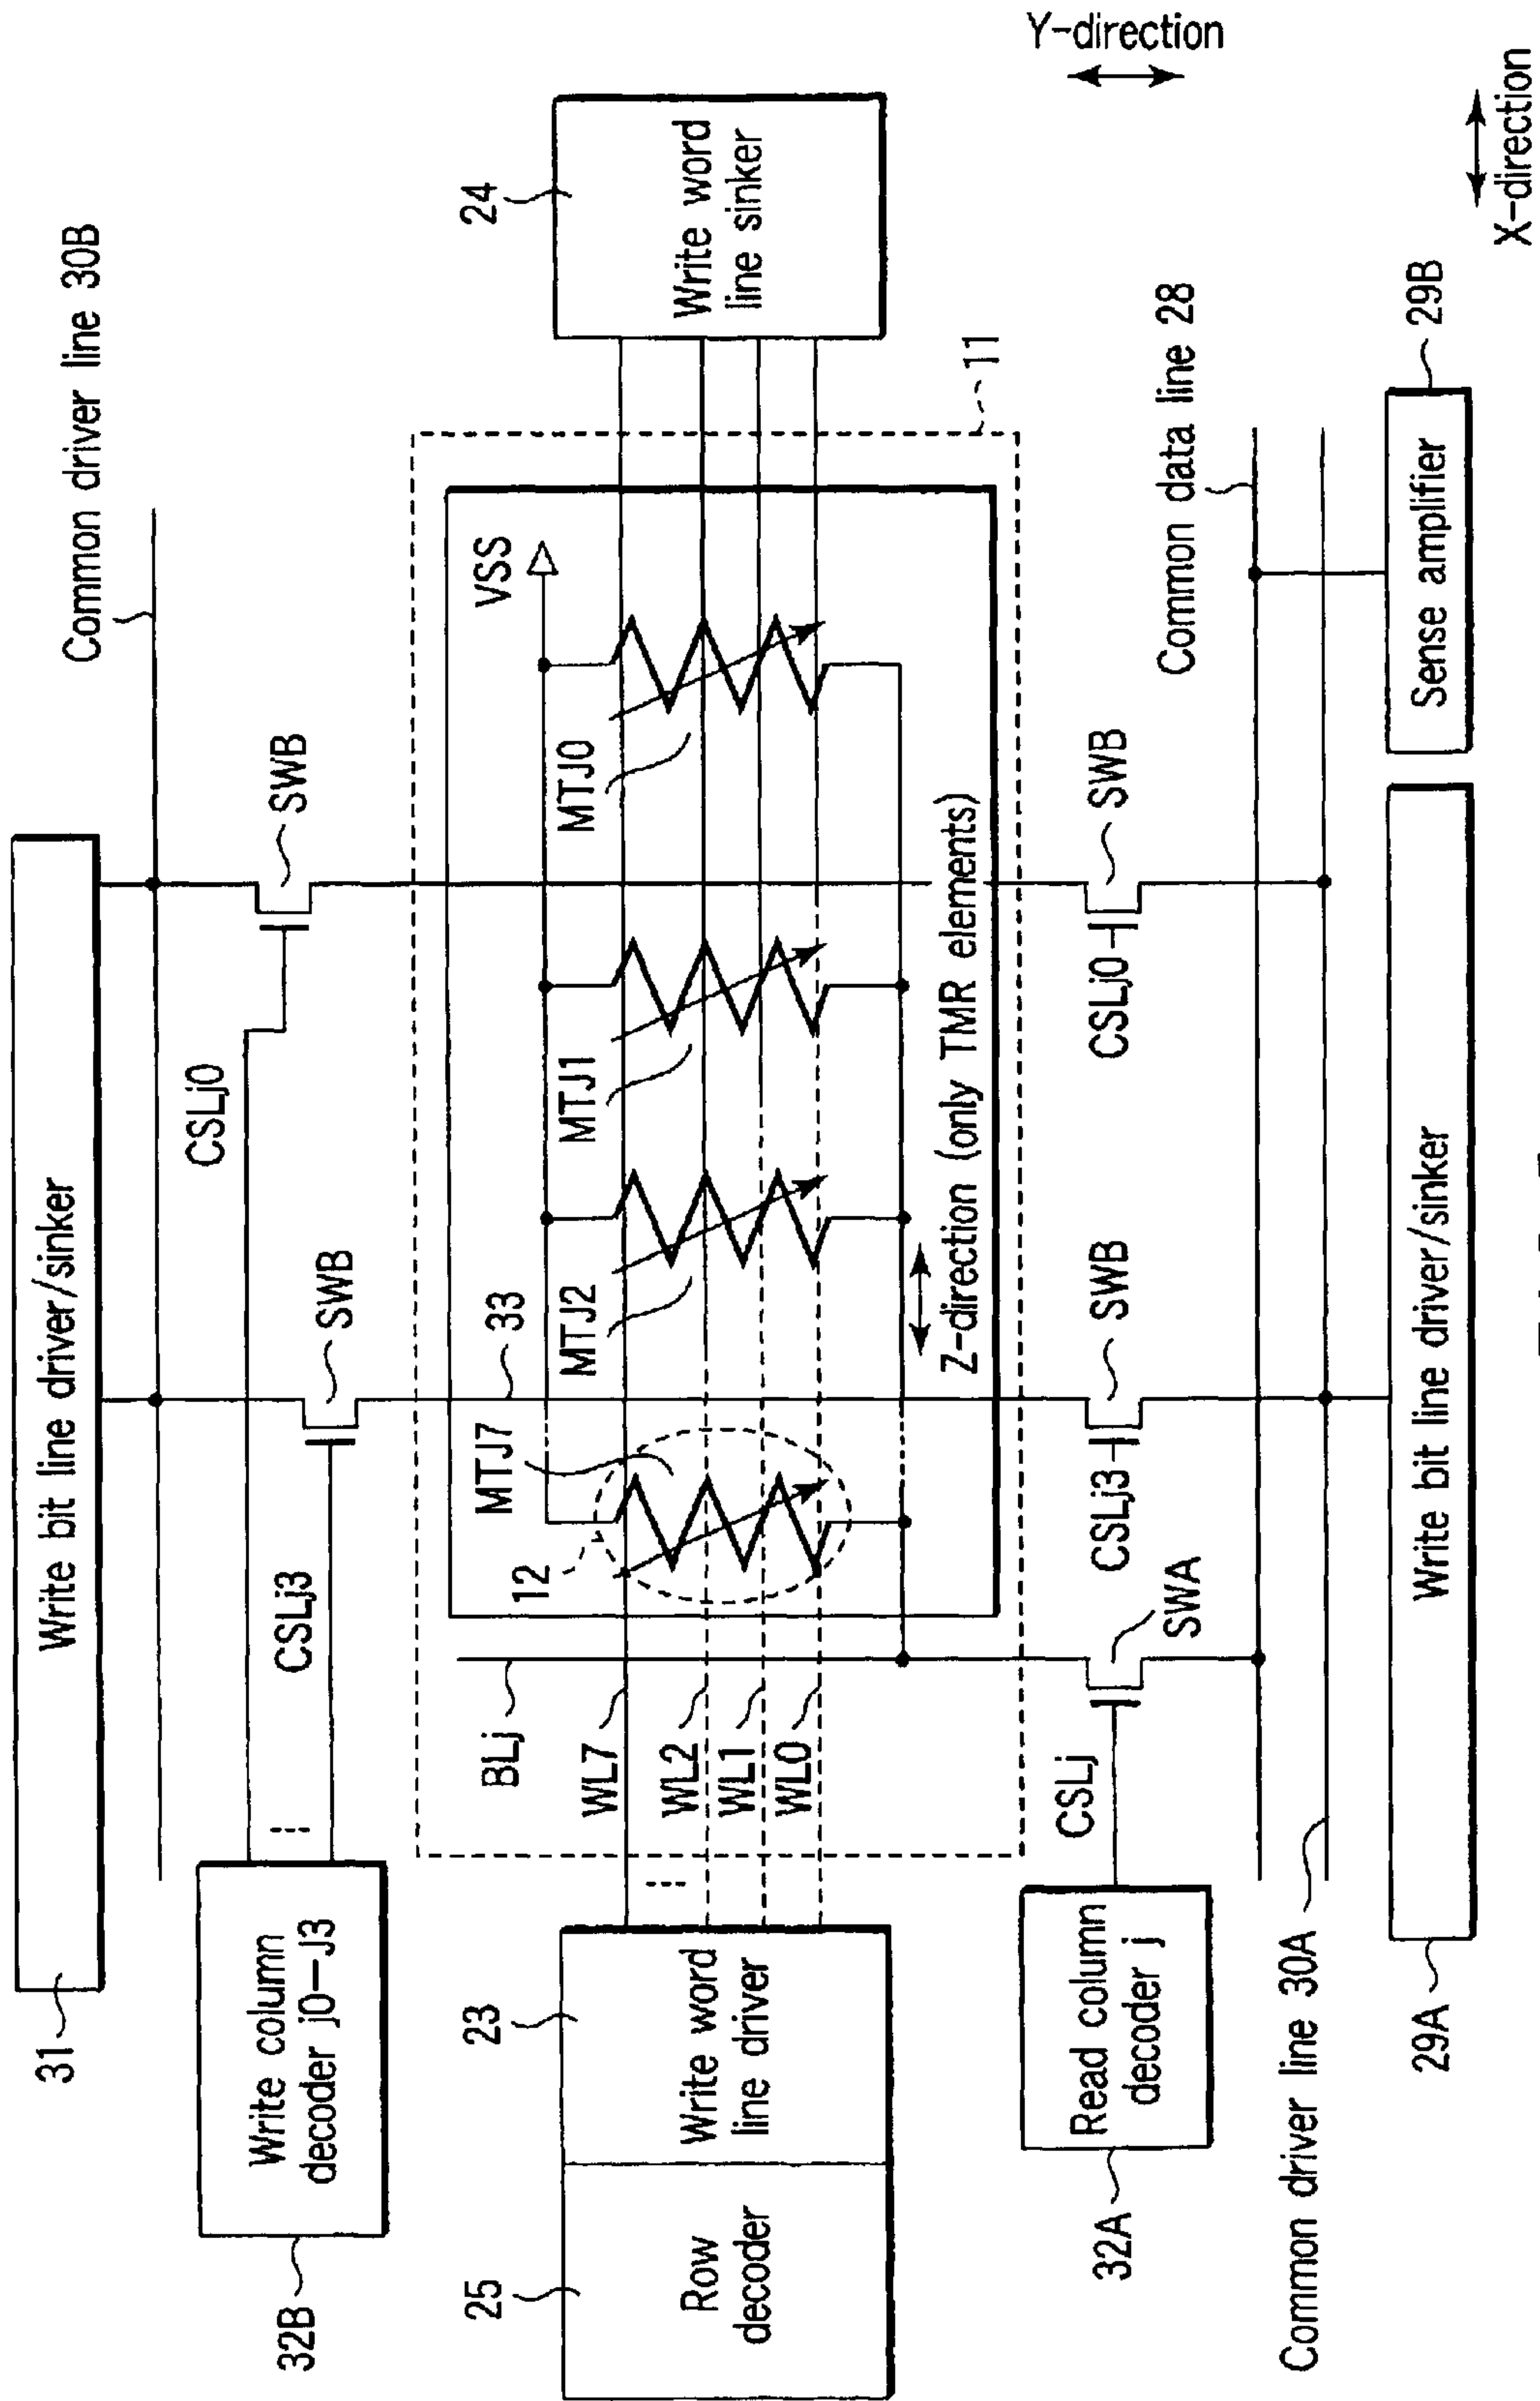 31
Write bit line driver/sinker
Common driver line 30B
32B
Write column
decoder j0-J3
CSLj3
CSLj0
SWB
SWB
25
Row
decoder
23
Write word
line driver
BLj
WL7
WL2
WL1
WL0
12
MTJ7
33
MTJ2
MTJ1
MTJ0
VSS
Z-direction (only TMR elements)
11
24
Write word
line sinker
32A
Read column
decoder j
CSLj
SWA
CSLj3
SWB
CSLj0
SWB
Common data line 28
Common driver line 30A
29A
Write bit line driver/sinker
Sense amplifier
29B
Y-direction
X-direction